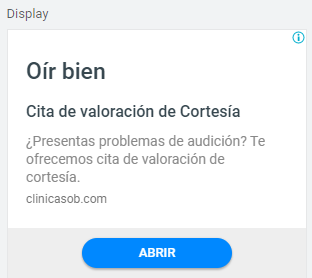 Display
Oír bien
Cita de valoración de Cortesía
¿Presentas problemas de audición? Te
ofrecemos cita de valoración de
cortesía.
clinicasob.com
ABRIR